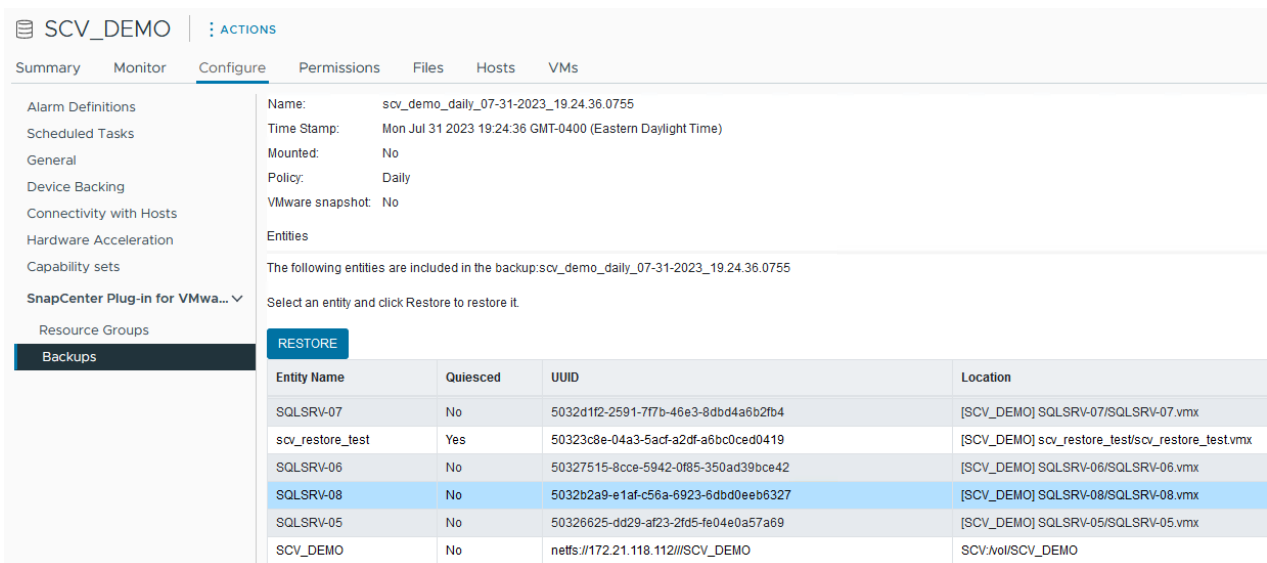 SCV_DEMO ⋮ ACTIONS
Summary Monitor Configure Permissions Files Hosts VMs
Alarm Definitions
Scheduled Tasks
General
Device Backing
Connectivity with Hosts
Hardware Acceleration
Capability sets
SnapCenter Plug-in for VMwa...
Resource Groups
Backups
Name: scv_demo_daily_07-31-2023_19.24.36.0755
Time Stamp: Mon Jul 31 2023 19:24:36 GMT-0400 (Eastern Daylight Time)
Mounted: No
Policy: Daily
VMware snapshot: No
Entities
The following entities are included in the backup:scv_demo_daily_07-31-2023_19.24.36.0755
Select an entity and click Restore to restore it.
RESTORE
Entity Name Quiesced UUID Location
SQLSRV-07 No 5032d1f2-2591-7f7b-46e3-8dbd4a6b2fb4 [SCV_DEMO] SQLSRV-07/SQLSRV-07.vmx
scv_restore_test Yes 50323c8e-04a3-5acf-a2df-a6bc0ced0419 [SCV_DEMO] scv_restore_test/scv_restore_test.vmx
SQLSRV-06 No 50327515-8cce-5942-0f85-350ad39bce42 [SCV_DEMO] SQLSRV-06/SQLSRV-06.vmx
SQLSRV-08 No 5032b2a9-e1af-c56a-6923-6dbd0eeb6327 [SCV_DEMO] SQLSRV-08/SQLSRV-08.vmx
SQLSRV-05 No 50326625-dd29-af23-2fd5-fe04e0a57a69 [SCV_DEMO] SQLSRV-05/SQLSRV-05.vmx
SCV_DEMO No netfs://172.21.118.112///SCV_DEMO SCV:/vol/SCV_DEMO